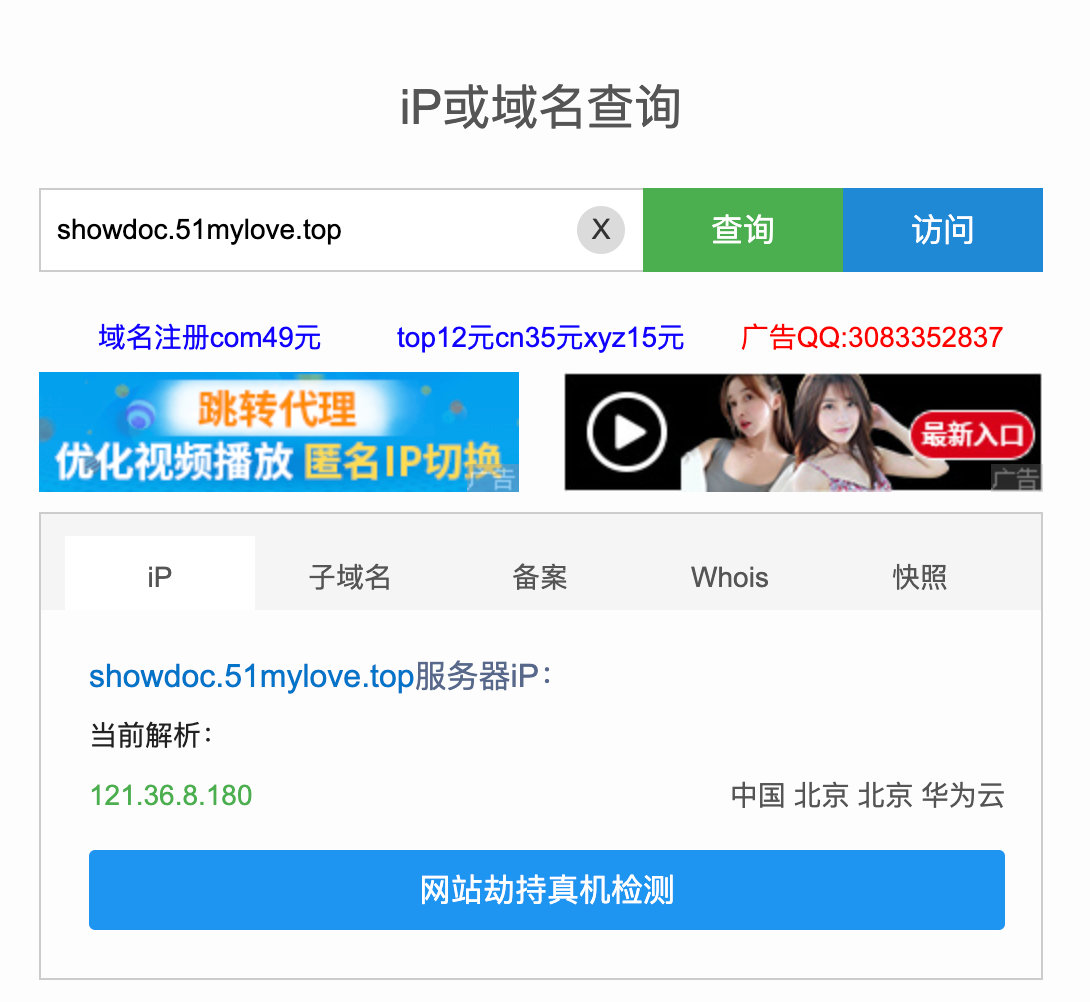 iP或域名查询
showdoc.51mylove.top
X
查询
访问
域名注册com49元
top12元cn35元xyz15元
广告QQ:3083352837
跳转代理
优化视频播放 匿名IP切换
广告
最新入口
广告
iP
子域名
备案
Whois
快照
showdoc.51mylove.top服务器iP：
当前解析：
121.36.8.180
中国 北京 北京 华为云
网站劫持真机检测